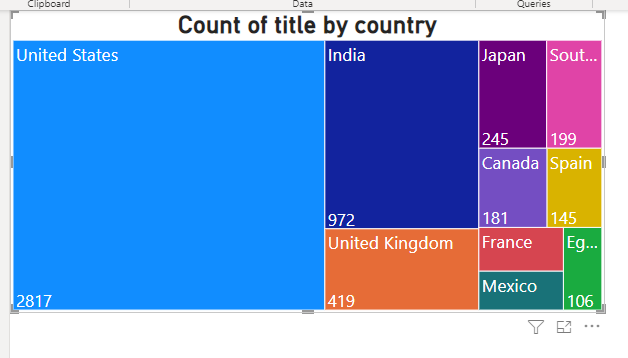 Clipboard
Data
Queries
Count of title by country
United States
2817
India
972
United Kingdom
419
Japan
245
Sout...
199
Canada
181
Spain
145
France
Mexico
Eg...
106